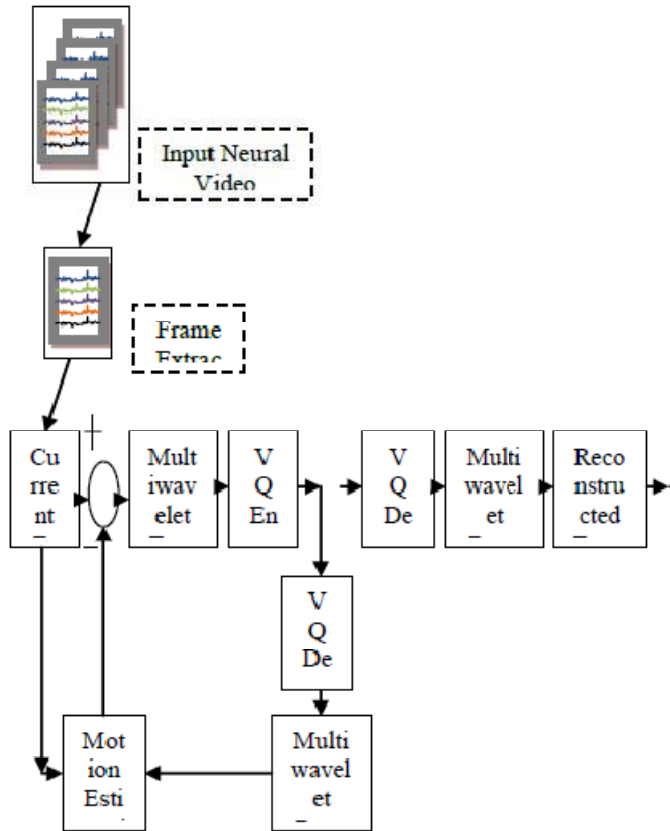 Input Neural
Video
Frame
Extrac
+
Cu
rre
nt
-
Mult
iwav
elet
V
Q
En
V
Q
De
Multi
wavel
et
Reco
nstru
cted
V
Q
De
Mot
ion
Esti
Multi
wavel
et